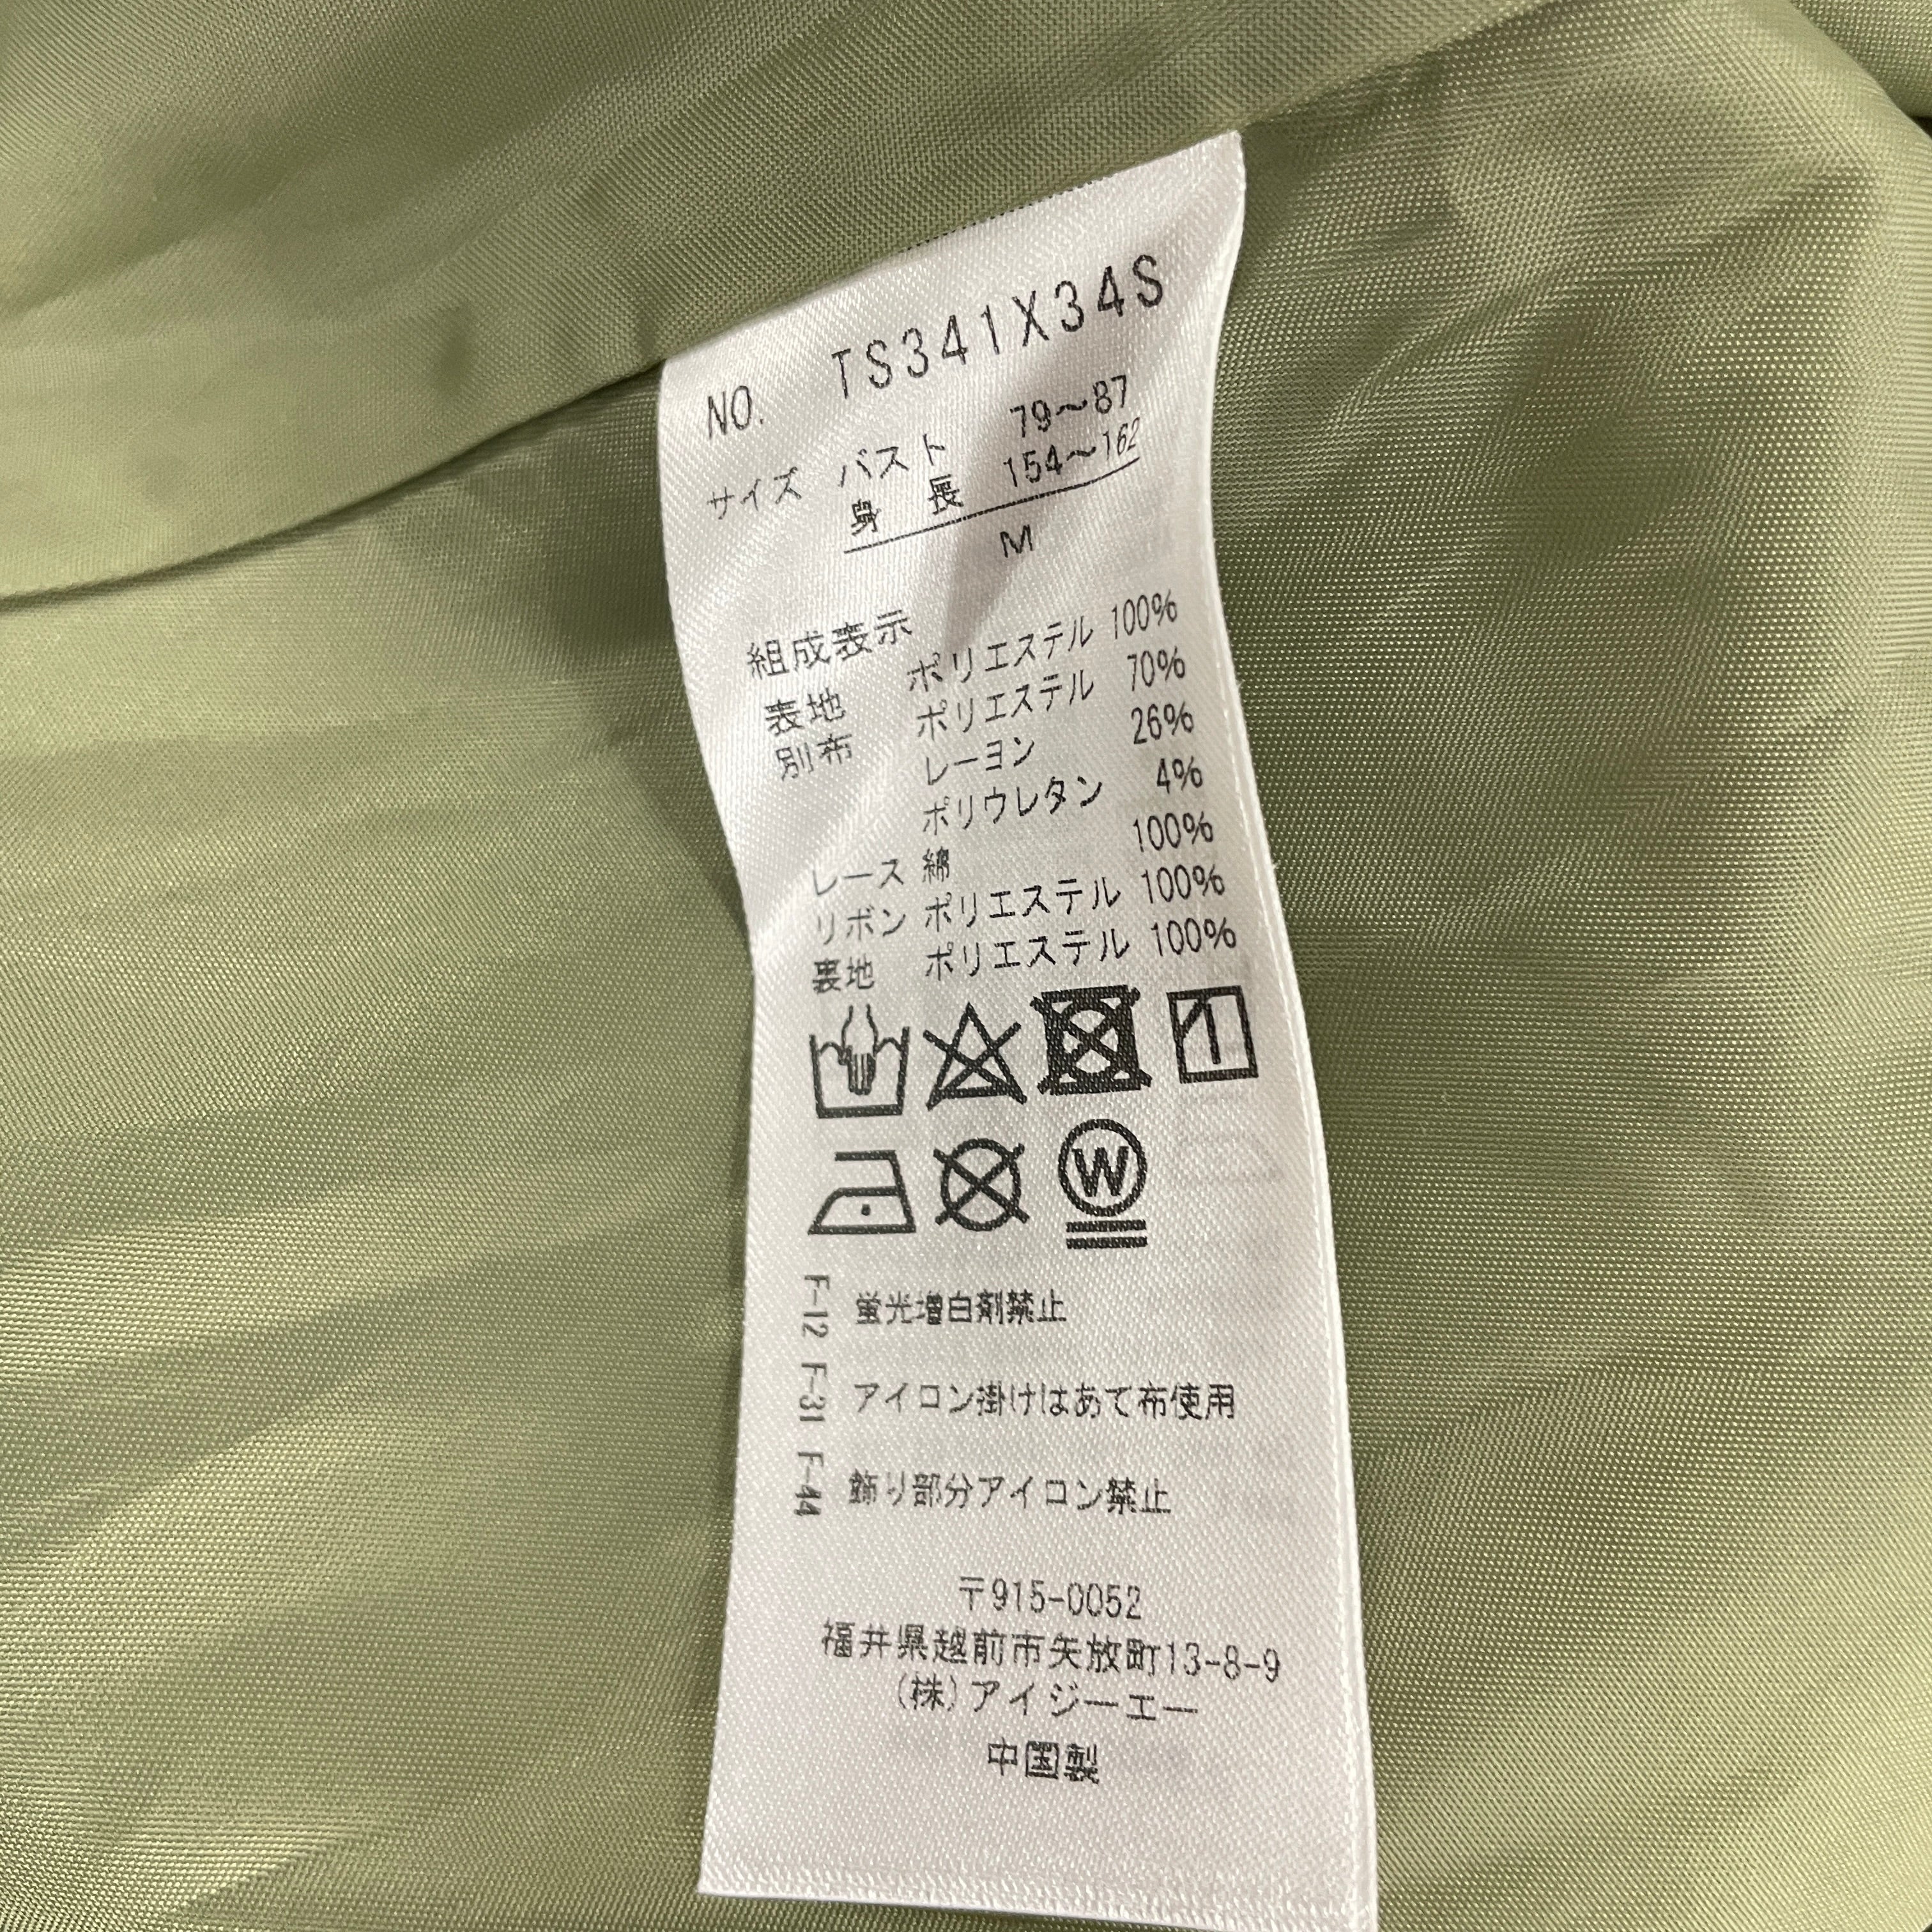 NO. TS341X34S
サイズ バスト 79～87
身長 154～162
M
組成表示
表地 ポリエステル 100%
別布 ポリエステル 70%
レーヨン 26%
ポリウレタン 4%
レース 綿 100%
リボン ポリエステル 100%
裏地 ポリエステル 100%
W
F-12 蛍光増白剤禁止
F-31 アイロン掛けはあて布使用
F-44 飾り部分アイロン禁止
〒915-0052
福井県越前市矢放町13-8-9
(株)アイジーエー
中国製